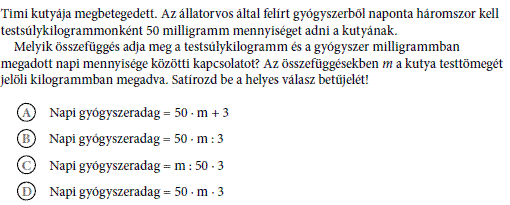 Timi kutyája megbetegedett. Az állatorvos által felírt gyógyszerből naponta háromszor kell
testsúlykilogrammonként 50 milligramm mennyiséget adni a kutyának.
Melyik összefüggés adja meg a testsúlykilogramm és a gyógyszer milligrammban
megadott napi mennyisége közötti kapcsolatot? Az összefüggésekben m a kutya testtömegét
jelöli kilogrammban megadva. Satírozd be a helyes válasz betűjelét!
A Napi gyógyszeradag = 50 · m + 3
B Napi gyógyszeradag = 50 · m : 3
C Napi gyógyszeradag = m : 50 · 3
D Napi gyógyszeradag = 50 · m · 3